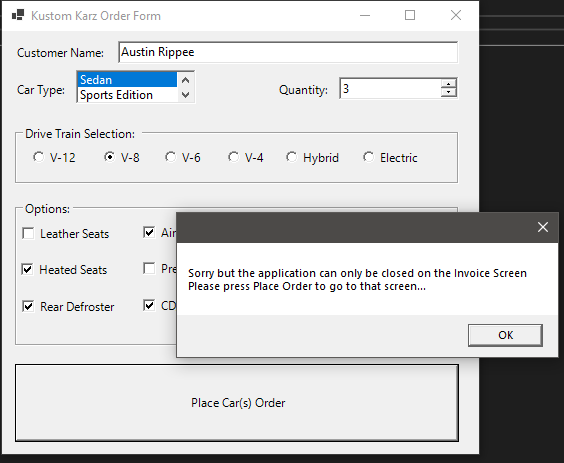 Kustom Karz Order Form
Customer Name: Austin Rippee
Car Type: Sedan
Sports Edition
Quantity: 3
Drive Train Selection:
V-12 V-8 V-6 V-4 Hybrid Electric
Options:
Leather Seats Air
Heated Seats Pre
Rear Defroster CD
Sorry but the application can only be closed on the Invoice Screen
Please press Place Order to go to that screen...
OK
Place Car(s) Order